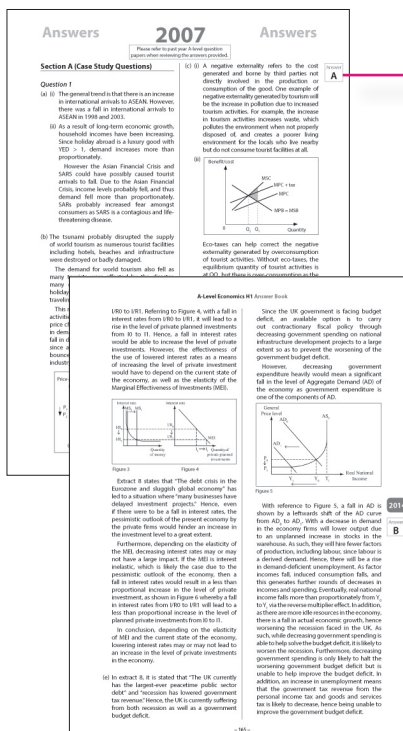 Answers 2007 Answers
Please refer to past year A-level question
papers when reviewing the answers provided.
Section A (Case Study Questions)
Question 1
(a) (i) The general trend is that there is an increase
in international arrivals to ASEAN. However,
there was a fall in international arrivals to
ASEAN in 1998 and 2003.
(ii) As a result of long-term economic growth,
household incomes have been increasing.
Since holiday abroad is a luxury good with
YED > 1, demand increases more than
proportionately.
However the Asian Financial Crisis and
SARS could have possibly caused tourist
arrivals to fall. Due to the Asian Financial
Crisis, income levels probably fell, and thus
demand fell more than proportionately.
SARs probably increased fear amongst
consumers as SARS is a contagious and life-
threatening disease.
(b) The tsunami probably disrupted the supply
of world tourism as numerous tourist facilities
including hotels, beaches and infrastructure
were destroyed or badly damaged.
The demand for world tourism also fell as
(c) (i) A negative externality refers to the cost
generated and borne by third parties not
directly involved in the production or
consumption of the good. One example of
negative externality generated by tourism will
be the increase in pollution due to increased
tourism activities. For example, the increase
in tourism activities increases waste, which
pollutes the environment when not properly
disposed of, and creates a poorer living
environment for the locals who live nearby
but do not consume tourist facilities at all.
(ii)
Benefit/cost
MSC
MPC + tax
MPC
MPB = MSB
0
Quantity
Eco-taxes can help correct the negative
externality generated by overconsumption
of tourist activities. Without eco-taxes, the
equilibrium quantity of tourist activities is
Answer
A
A-Level Economics H1 Answer Book
I/R0 to I/R1. Referring to Figure 4, with a fall in
interest rates from I/R0 to I/R1, it will lead to a
rise in the level of private planned investments
from I0 to I1. Hence, a fall in interest rates
would be able to increase the level of private
investments. However, the effectiveness of
the use of lowered interest rates as a means
of increasing the level of private investment
would have to depend on the current state of
the economy, as well as the elasticity of the
Marginal Effectiveness of Investments (MEI).
Interest rate
Interest rate
MEI
Quantity
of money
Quantity of
private planned
investments
Figure 3
Figure 4
Extract 8 states that "The debt crisis in the
Eurozone and sluggish global economy" has
led to a situation where "many businesses have
delayed investment projects." Hence, even
if there were to be a fall in interest rates, the
pessimistic outlook of the present economy by
the private firms would hinder an increase in
the investment level to a great extent.
Furthermore, depending on the elasticity of
the MEI, decreasing interest rates may or may
not have a large impact. If the MEI is interest
inelastic, which is likely the case due to the
pessimistic outlook of the economy, then a
fall in interest rates would result in a less than
proportional increase in the level of private
investment, as shown in Figure 6 whereby a fall
in interest rates from I/R0 to I/R1 will lead to a
less than proportional increase in the level of
planned private investments from I0 to I1.
In conclusion, depending on the elasticity
of MEI and the current state of the economy,
lowering interest rates may or may not lead to
an increase in the level of private investments
in the economy.
(e) In extract 8, it is stated that "The UK currently
has the largest-ever peacetime public sector
debt" and "recession has lowered government
tax revenue." Hence, the UK is currently suffering
from both recession as well as a government
budget deficit.
Since the UK government is facing budget
deficit, an available option is to carry
out contractionary fiscal policy through
decreasing government spending on national
infrastructure development projects to a large
extent so as to prevent the worsening of the
government budget deficit.
However, decreasing government
expenditure heavily would mean a significant
fall in the level of Aggregate Demand (AD) of
the economy as government expenditure is
one of the components of AD.
General
Price level
Real National
Income
Figure 5
With reference to Figure 5, a fall in AD is
shown by a leftwards shift of the AD curve
from AD0 to AD1. With a decrease in demand
in the economy firms will lower output due
to an unplanned increase in stocks in the
warehouse. As such, they will hire fewer factors
of production, including labour, since labour is
a derived demand. Hence, there will be a rise
in demand-deficient unemployment. As factor
incomes fall, induced consumption falls, and
this generates further rounds of decreases in
incomes and spending. Eventually, real national
income falls more than proportionately from Y0
to Y1 via the reverse multiplier effect. In addition,
as there are more idle resources in the economy,
there is a fall in actual economic growth, hence
worsening the recession faced in the UK. As
such, while decreasing government spending is
able to help solve the budget deficit, it is likely to
worsen the recession. Furthermore, decreasing
government spending is only likely to halt the
worsening government budget deficit but is
unable to help improve the budget deficit. In
addition, an increase in unemployment means
that the government tax revenue from the
personal income tax and goods and services
tax is likely to decrease, hence being unable to
improve the government budget deficit.
Answer
B
– 165 –